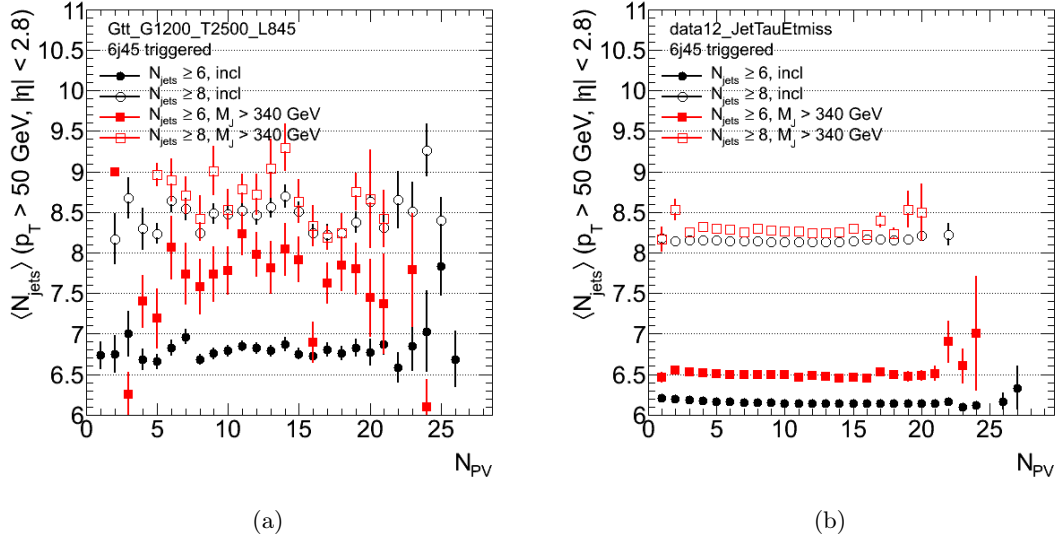 Gtt_G1200_T2500_L845
6j45 triggered
N_jets ≥ 6, incl
N_jets ≥ 8, incl
N_jets ≥ 6, M_J > 340 GeV
N_jets ≥ 8, M_J > 340 GeV
⟨N_jets⟩ (p_T > 50 GeV, |η| < 2.8)
11
10.5
10
9.5
9
8.5
8
7.5
7
6.5
6
0 5 10 15 20 25
N_PV
(a)
data12_JetTauEtmiss
6j45 triggered
N_jets ≥ 6, incl
N_jets ≥ 8, incl
N_jets ≥ 6, M_J > 340 GeV
N_jets ≥ 8, M_J > 340 GeV
⟨N_jets⟩ (p_T > 50 GeV, |η| < 2.8)
11
10.5
10
9.5
9
8.5
8
7.5
7
6.5
6
0 5 10 15 20 25
N_PV
(b)